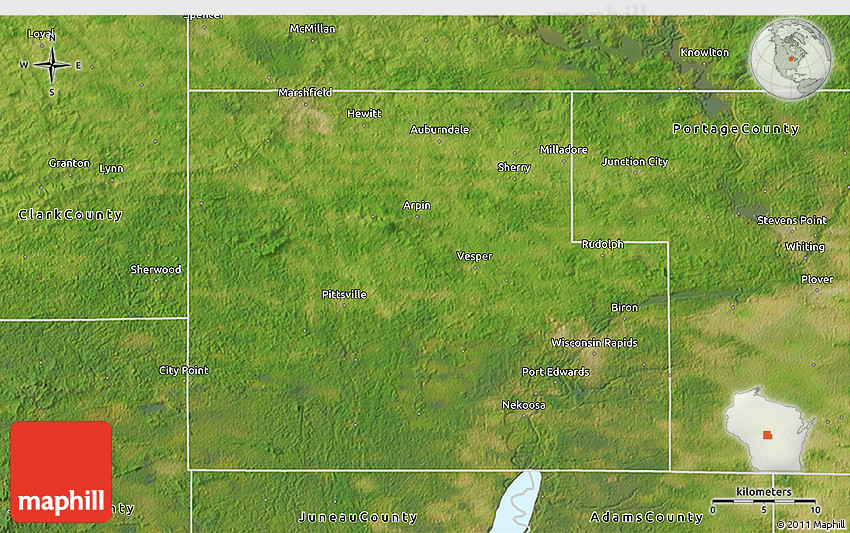 maphill
Spencer
McMillan
Loyal
N
W E
S
Knowlton
Marshfield
Hewitt
Auburndale
Portage County
Milladore
Sherry
Junction City
Granton
Lynn
Arpin
Clark County
Stevens Point
Rudolph
Whiting
Vesper
Sherwood
Plover
Pittsville
Biron
Wisconsin Rapids
City Point
Port Edwards
Nekoosa
maphill
kilometers
0 5 10
County
Juneau County
Adams County
© 2011 Maphill